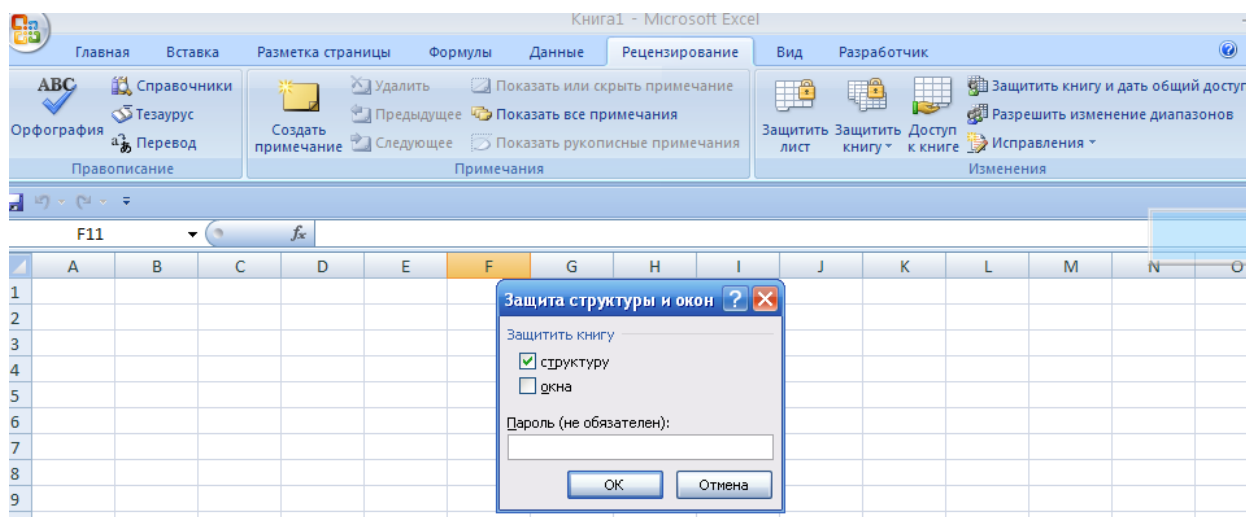 Книга1 - Microsoft Excel
Главная Вставка Разметка страницы Формулы Данные Рецензирование Вид Разработчик
ABC Справочники Удалить Показать или скрыть примечание Защитить книгу и дать общий доступ
Тезаурус Предыдущее Показать все примечания Разрешить изменение диапазонов
Орфография Перевод Создать примечание Следующее Показать рукописные примечания Защитить лист Защитить книгу Доступ к книге Исправления
Правописание Примечания Изменения
F11 fx
A B C D E F G H I J K L M N O
1
Защита структуры и окон
2
Защитить книгу
3
структуру
4
окна
5
6
Пароль (не обязателен):
7
8
ОК Отмена
9